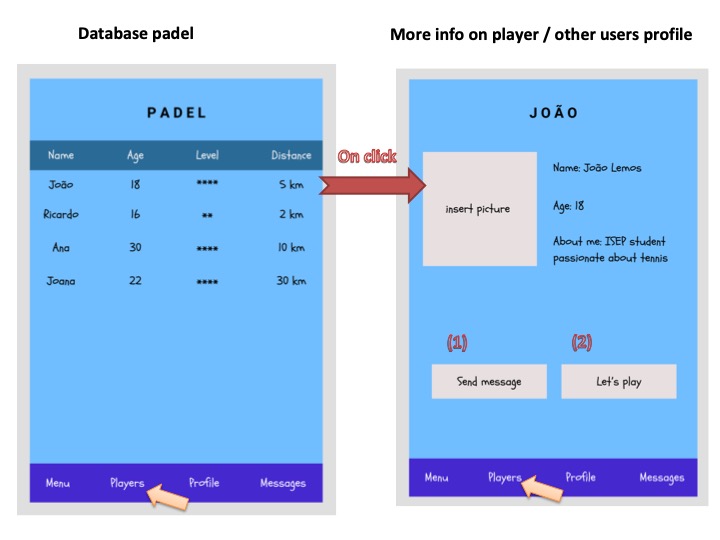 Database padel
More info on player / other users profile
PADEL
Name Age Level Distance
João 18 **** 5 km
Ricardo 16 ** 2 km
Ana 30 **** 10 km
Joana 22 **** 30 km
Menu Players Profile Messages
On click
JOÃO
insert picture
Name: João Lemos
Age: 18
About me: ISEP student
passionate about tennis
(1) (2)
Send message Let's play
Menu Players Profile Messages